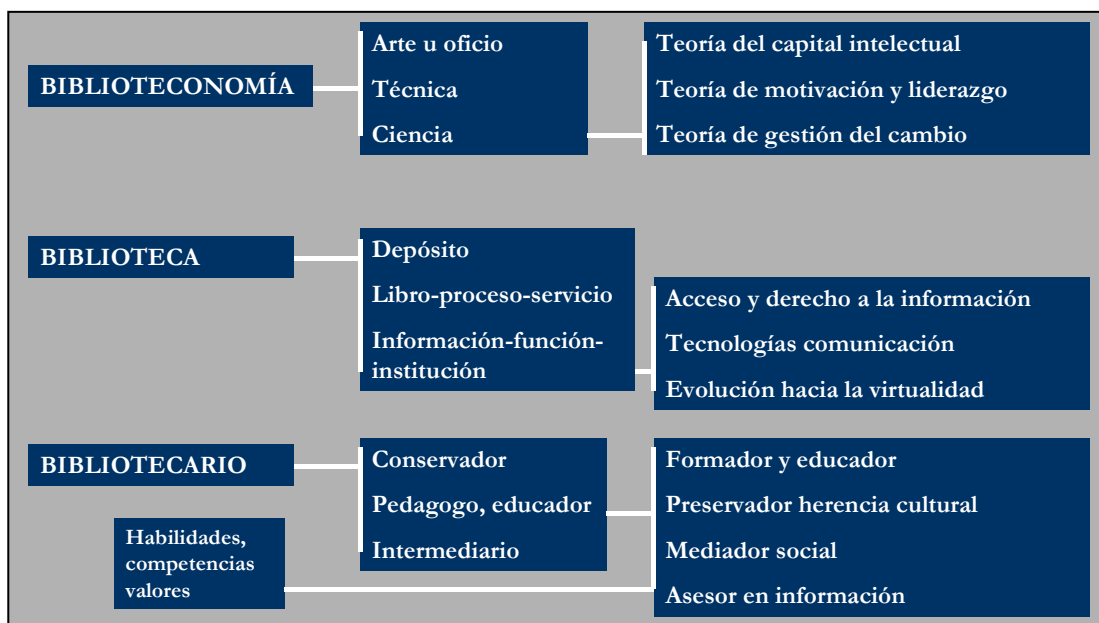 BIBLIOTECONOMÍA
Arte u oficio
Técnica
Ciencia
Teoría del capital intelectual
Teoría de motivación y liderazgo
Teoría de gestión del cambio
BIBLIOTECA
Depósito
Libro-proceso-servicio
Información-función-
institución
Acceso y derecho a la información
Tecnologías comunicación
Evolución hacia la virtualidad
BIBLIOTECARIO
Habilidades,
competencias
valores
Conservador
Pedagogo, educador
Intermediario
Formador y educador
Preservador herencia cultural
Mediador social
Asesor en información